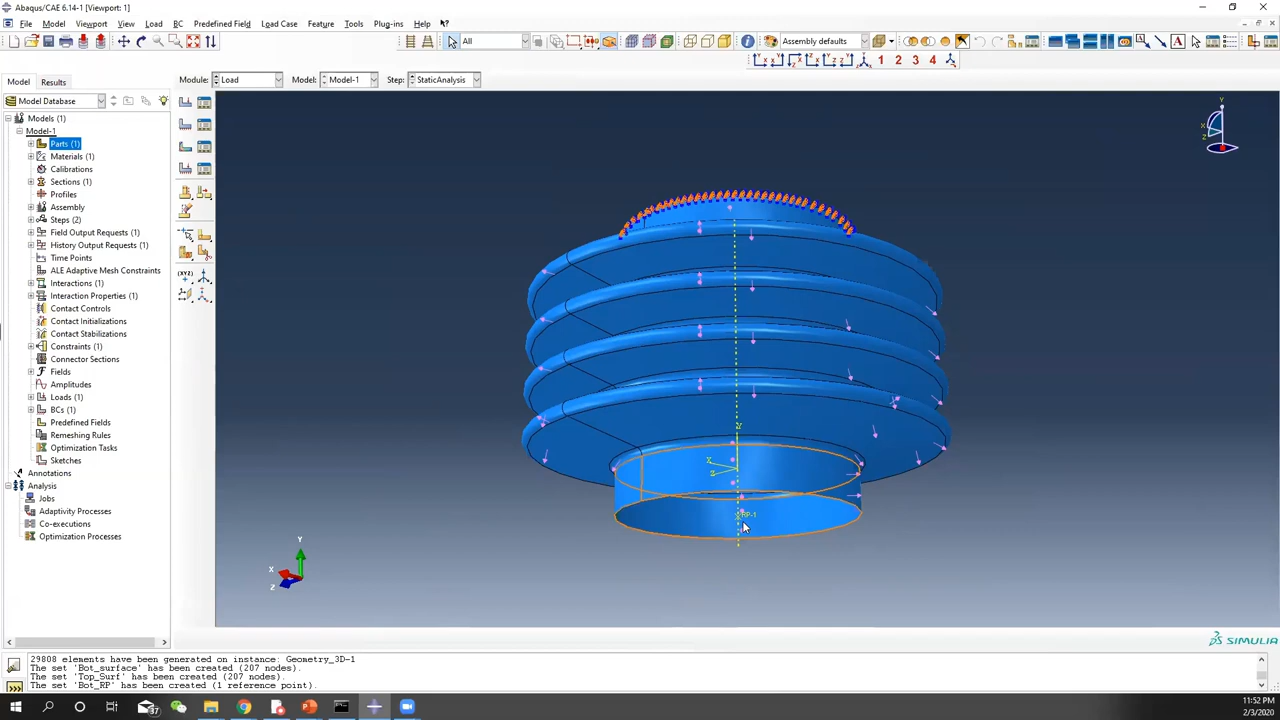 Abaqus/CAE 6.14-1 [Viewport: 1]
File Model Viewport View Load BC Predefined Field Load Case Feature Tools Plug-ins Help
All Assembly defaults
1 2 3 4
Model Results Module: Load Model: Model-1 Step: StaticAnalysis
Model Database
Models (1)
Model-1
Parts (1)
Materials (1)
Calibrations
Sections (1)
Profiles
Assembly
Steps (2)
Field Output Requests (1)
History Output Requests (1)
Time Points
ALE Adaptive Mesh Constraints
Interactions (1)
Interaction Properties (1)
Contact Controls
Contact Initializations
Contact Stabilizations
Constraints (1)
Connector Sections
Fields
Amplitudes
Loads (1)
BCs (1)
Predefined Fields
Remeshing Rules
Optimization Tasks
Sketches
Annotations
Analysis
Jobs
Adaptivity Processes
Co-executions
Optimization Processes
Y
X
Z
Y
X
Z
RP-1
Y
X
Z
SIMULIA
29808 elements have been generated on instance: Geometry_3D-1
The set 'Bot_surface' has been created (207 nodes).
The set 'Top_Surf' has been created (207 nodes).
The set 'Bot_RP' has been created (1 reference point).
37
11:52 PM
2/3/2020